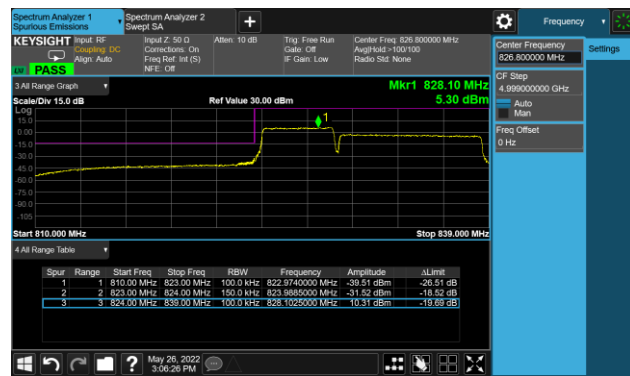 Spectrum Analyzer 1
Spurious Emissions
Spectrum Analyzer 2
Swept SA
+
Frequency
KEYSIGHT
Input: RF
Coupling: DC
Align: Auto
Input Z: 50 Ω
Corrections: On
Freq Ref: Int (S)
NFE: Off
Atten: 10 dB
Trig: Free Run
Gate: Off
IF Gain: Low
Center Freq: 826.800000 MHz
Avg|Hold:>100/100
Radio Std: None
PASS
Center Frequency
826.800000 MHz
Settings
CF Step
4.999000000 GHz
Auto
Man
Freq Offset
0 Hz
3 All Range Graph
Mkr1 828.10 MHz
Scale/Div 15.0 dB
Ref Value 30.00 dBm
5.30 dBm
Log
15.0
0.00
-15.0
-30.0
-45.0
-60.0
-75.0
-90.0
-105
1
Start 810.000 MHz
Stop 839.000 MHz
4 All Range Table
Spur Range Start Freq Stop Freq RBW Frequency Amplitude ΔLimit
1 1 810.00 MHz 823.00 MHz 100.0 kHz 822.9740000 MHz -39.51 dBm -26.51 dB
2 2 823.00 MHz 824.00 MHz 150.0 kHz 823.9885000 MHz -31.52 dBm -18.52 dB
3 3 824.00 MHz 839.00 MHz 100.0 kHz 828.1025000 MHz 10.31 dBm -19.69 dB
?
May 26, 2022
3:06:26 PM